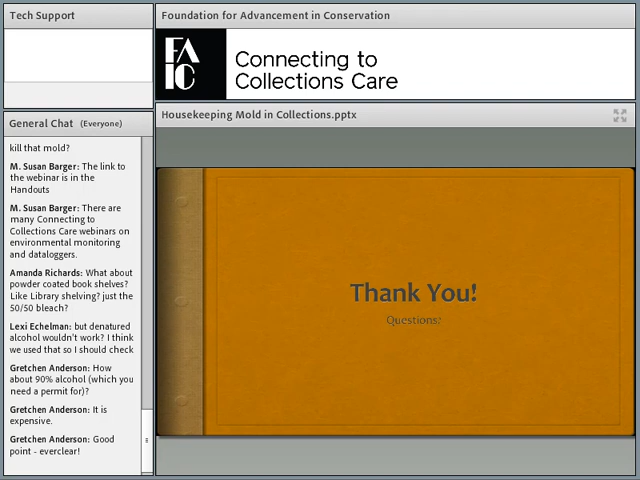 Tech Support
Foundation for Advancement in Conservation
FA
IC
Connecting to
Collections Care
General Chat (Everyone)
kill that mold?
M. Susan Barger: The link to
the webinar is in the
Handouts
M. Susan Barger: There are
many Connecting to
Collections Care webinars on
environmental monitoring
and dataloggers.
Amanda Richards: What about
powder coated book shelves?
Like Library shelving? just the
50/50 bleach?
Lexi Echelman: but denatured
alcohol wouldn't work? I think
we used that so I should check
Gretchen Anderson: How
about 90% alcohol (which you
need a permit for)?
Gretchen Anderson: It is
expensive.
Gretchen Anderson: Good
point - everclear!
Housekeeping Mold in Collections.pptx
Thank You!
Questions?